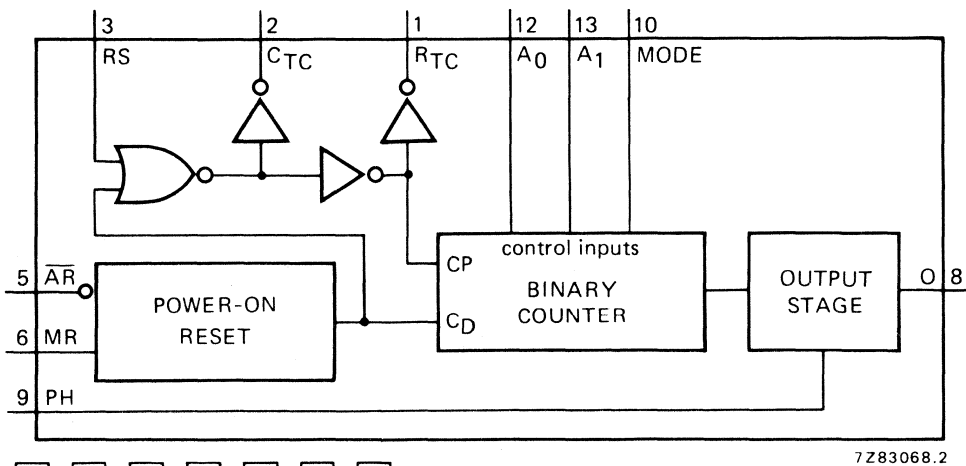 3 2 1 12 13 10
RS CTC RTC A0 A1 MODE
control inputs
CP
5 AR
POWER-ON
RESET
BINARY
COUNTER
OUTPUT
STAGE
O 8
CD
6 MR
9 PH
7Z83068.2